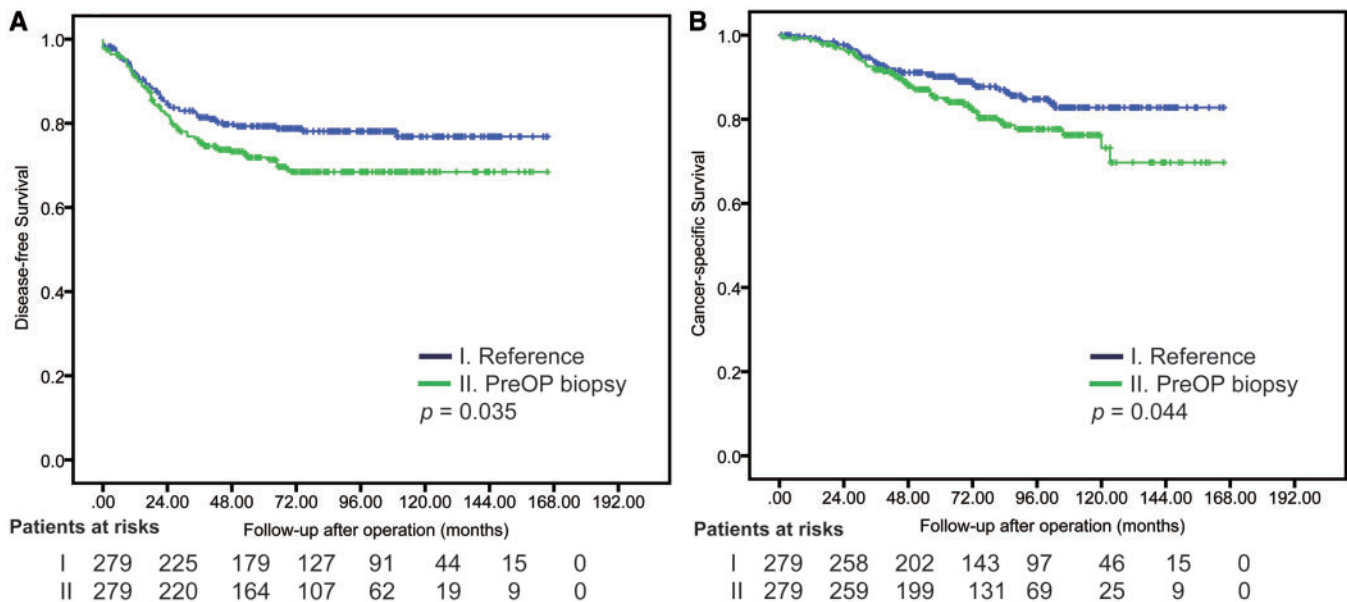 A
Disease-free Survival
1.0
0.8
0.6
0.4
0.2
0.0
I. Reference
II. PreOP biopsy
p = 0.035
.00 24.00 48.00 72.00 96.00 120.00 144.00 168.00 192.00
Patients at risks
Follow-up after operation (months)
I 279 225 179 127 91 44 15 0
II 279 220 164 107 62 19 9 0
B
Cancer-specific Survival
1.0
0.8
0.6
0.4
0.2
0.0
I. Reference
II. PreOP biopsy
p = 0.044
.00 24.00 48.00 72.00 96.00 120.00 144.00 168.00 192.00
Patients at risks
Follow-up after operation (months)
I 279 258 202 143 97 46 15 0
II 279 259 199 131 69 25 9 0